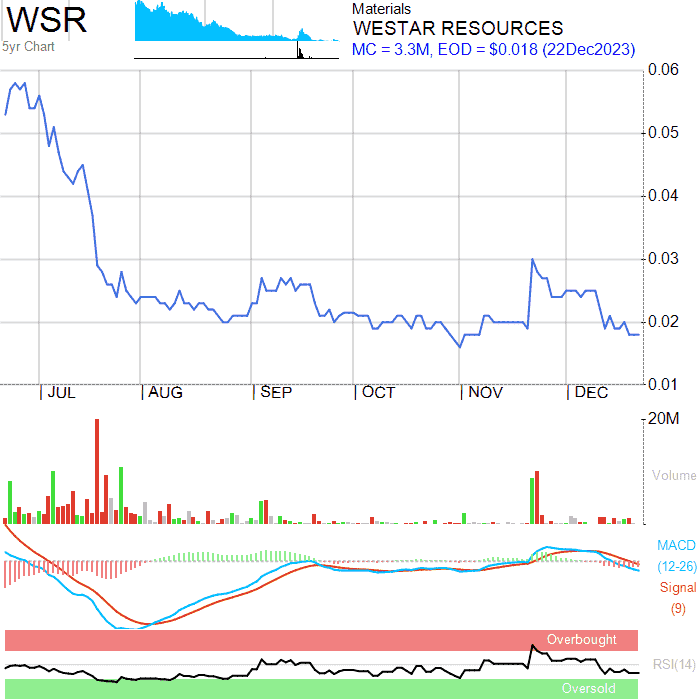 WSR
5yr Chart
Materials
WESTAR RESOURCES
MC = 3.3M, EOD = $0.018 (22Dec2023)
0.06
0.05
0.04
0.03
0.02
0.01
JUL
AUG
SEP
OCT
NOV
DEC
20M
Volume
MACD
(12-26)
Signal
(9)
Overbought
RSI(14)
Oversold